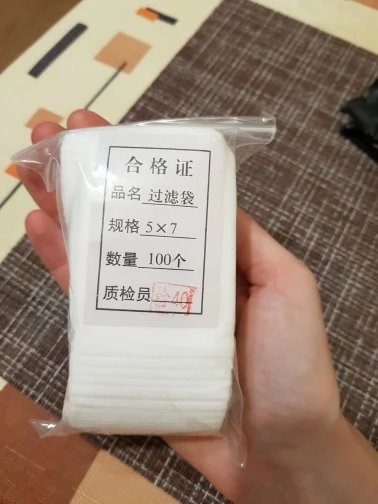 合格证
品名 过滤袋
规格 5×7
数量 100个
质检员